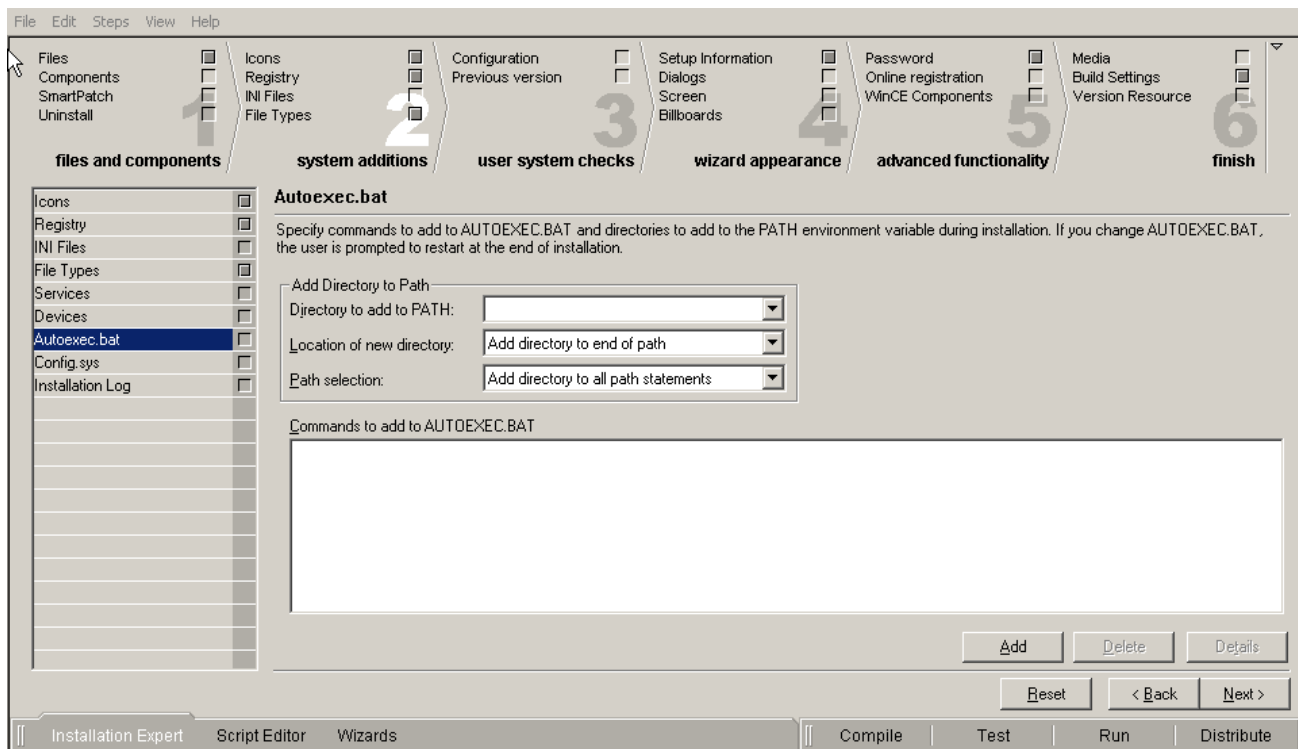 File Edit Steps View Help
Files
Components
SmartPatch
Uninstall
1
files and components
Icons
Registry
INI Files
File Types
2
system additions
Configuration
Previous version
3
user system checks
Setup Information
Dialogs
Screen
Billboards
4
wizard appearance
Password
Online registration
WinCE Components
5
advanced functionality
Media
Build Settings
Version Resource
6
finish
Icons
Registry
INI Files
File Types
Services
Devices
Autoexec.bat
Config.sys
Installation Log
Autoexec.bat
Specify commands to add to AUTOEXEC.BAT and directories to add to the PATH environment variable during installation. If you change AUTOEXEC.BAT,
the user is prompted to restart at the end of installation.
Add Directory to Path
Directory to add to PATH:
Location of new directory: Add directory to end of path
Path selection: Add directory to all path statements
Commands to add to AUTOEXEC.BAT
Add Delete Details
Reset < Back Next >
Installation Expert Script Editor Wizards Compile Test Run Distribute